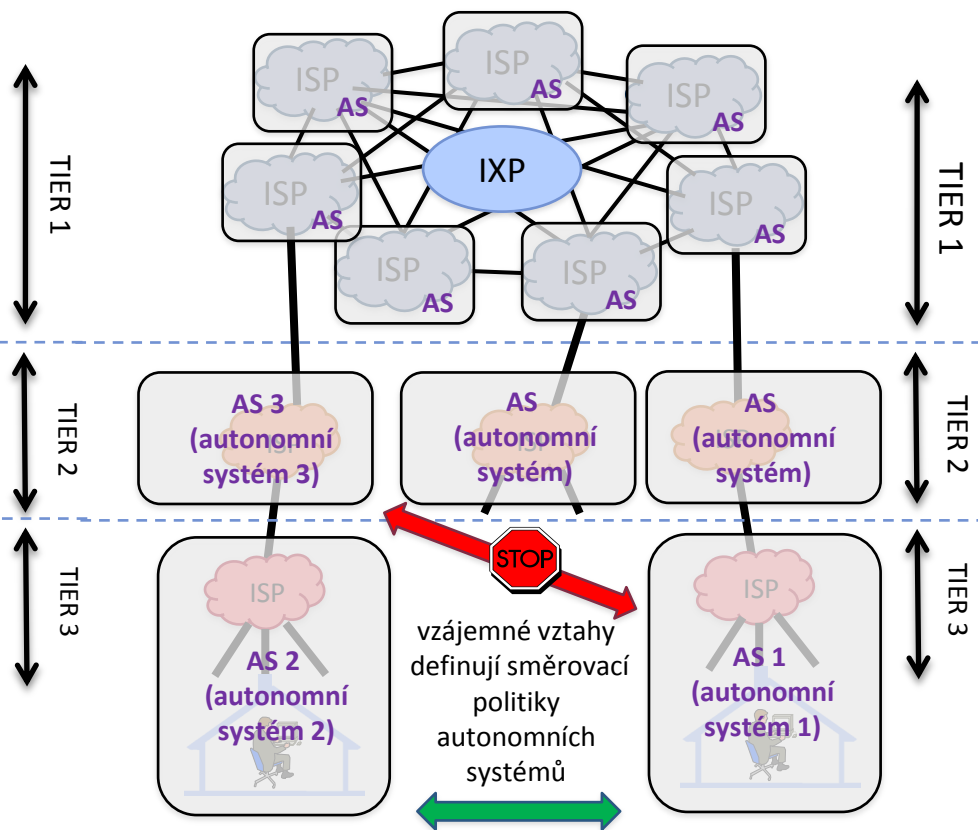 TIER 1
ISP
AS
ISP
AS
ISP
AS
ISP
AS
IXP
ISP
AS
ISP
AS
ISP
AS
TIER 1
TIER 2
AS 3
(autonomní
ISP
systém 3)
AS
(autonomní
ISP
systém)
AS
(autonomní
ISP
systém)
TIER 2
TIER 3
ISP
AS 2
(autonomní
systém 2)
STOP
vzájemné vztahy
definují směrovací
politiky
autonomních
systémů
ISP
AS 1
(autonomní
systém 1)
TIER 3